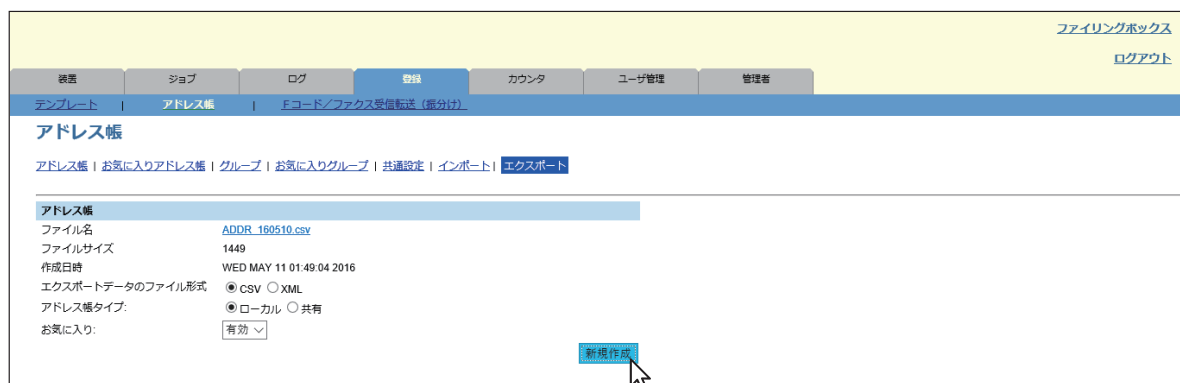 ファイリングボックス
ログアウト
装置 ジョブ ログ 登録 カウンタ ユーザ管理 管理者
テンプレート | アドレス帳 | Fコード／ファクス受信転送（振分け）
アドレス帳
アドレス帳 | お気に入りアドレス帳 | グループ | お気に入りグループ | 共通設定 | インポート | エクスポート
アドレス帳
ファイル名 ADDR_160510.csv
ファイルサイズ 1449
作成日時 WED MAY 11 01:49:04 2016
エクスポートデータのファイル形式 CSV XML
アドレス帳タイプ: ローカル 共有
お気に入り: 有効
新規作成